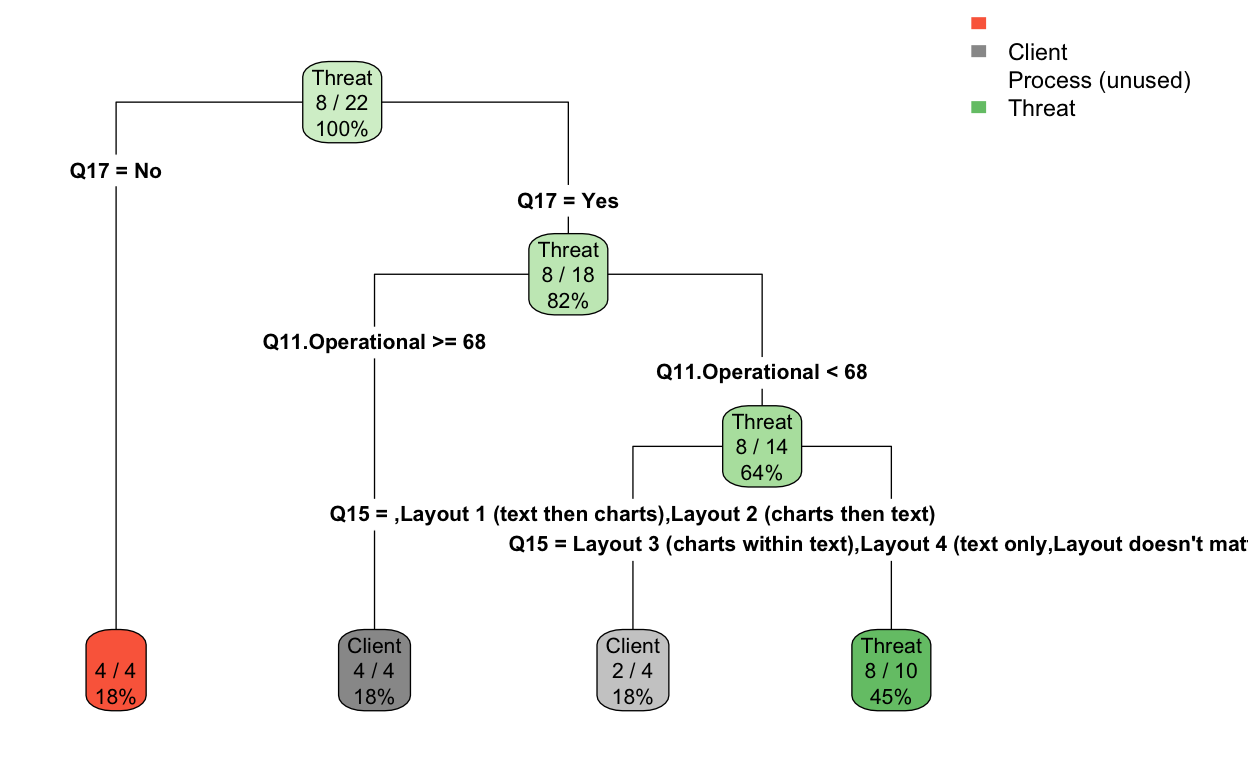 Client
Process (unused)
Threat
Threat
8 / 22
100%
Q17 = No
Q17 = Yes
Threat
8 / 18
82%
Q11.Operational >= 68
Q11.Operational < 68
Threat
8 / 14
64%
Q15 = ,Layout 1 (text then charts),Layout 2 (charts then text)
Q15 = Layout 3 (charts within text),Layout 4 (text only,Layout doesn't mat
4 / 4
18%
Client
4 / 4
18%
Client
2 / 4
18%
Threat
8 / 10
45%